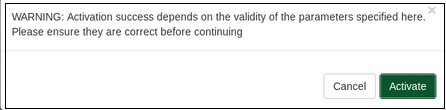 WARNING: Activation success depends on the validity of the parameters specified here.
Please ensure they are correct before continuing
Cancel Activate